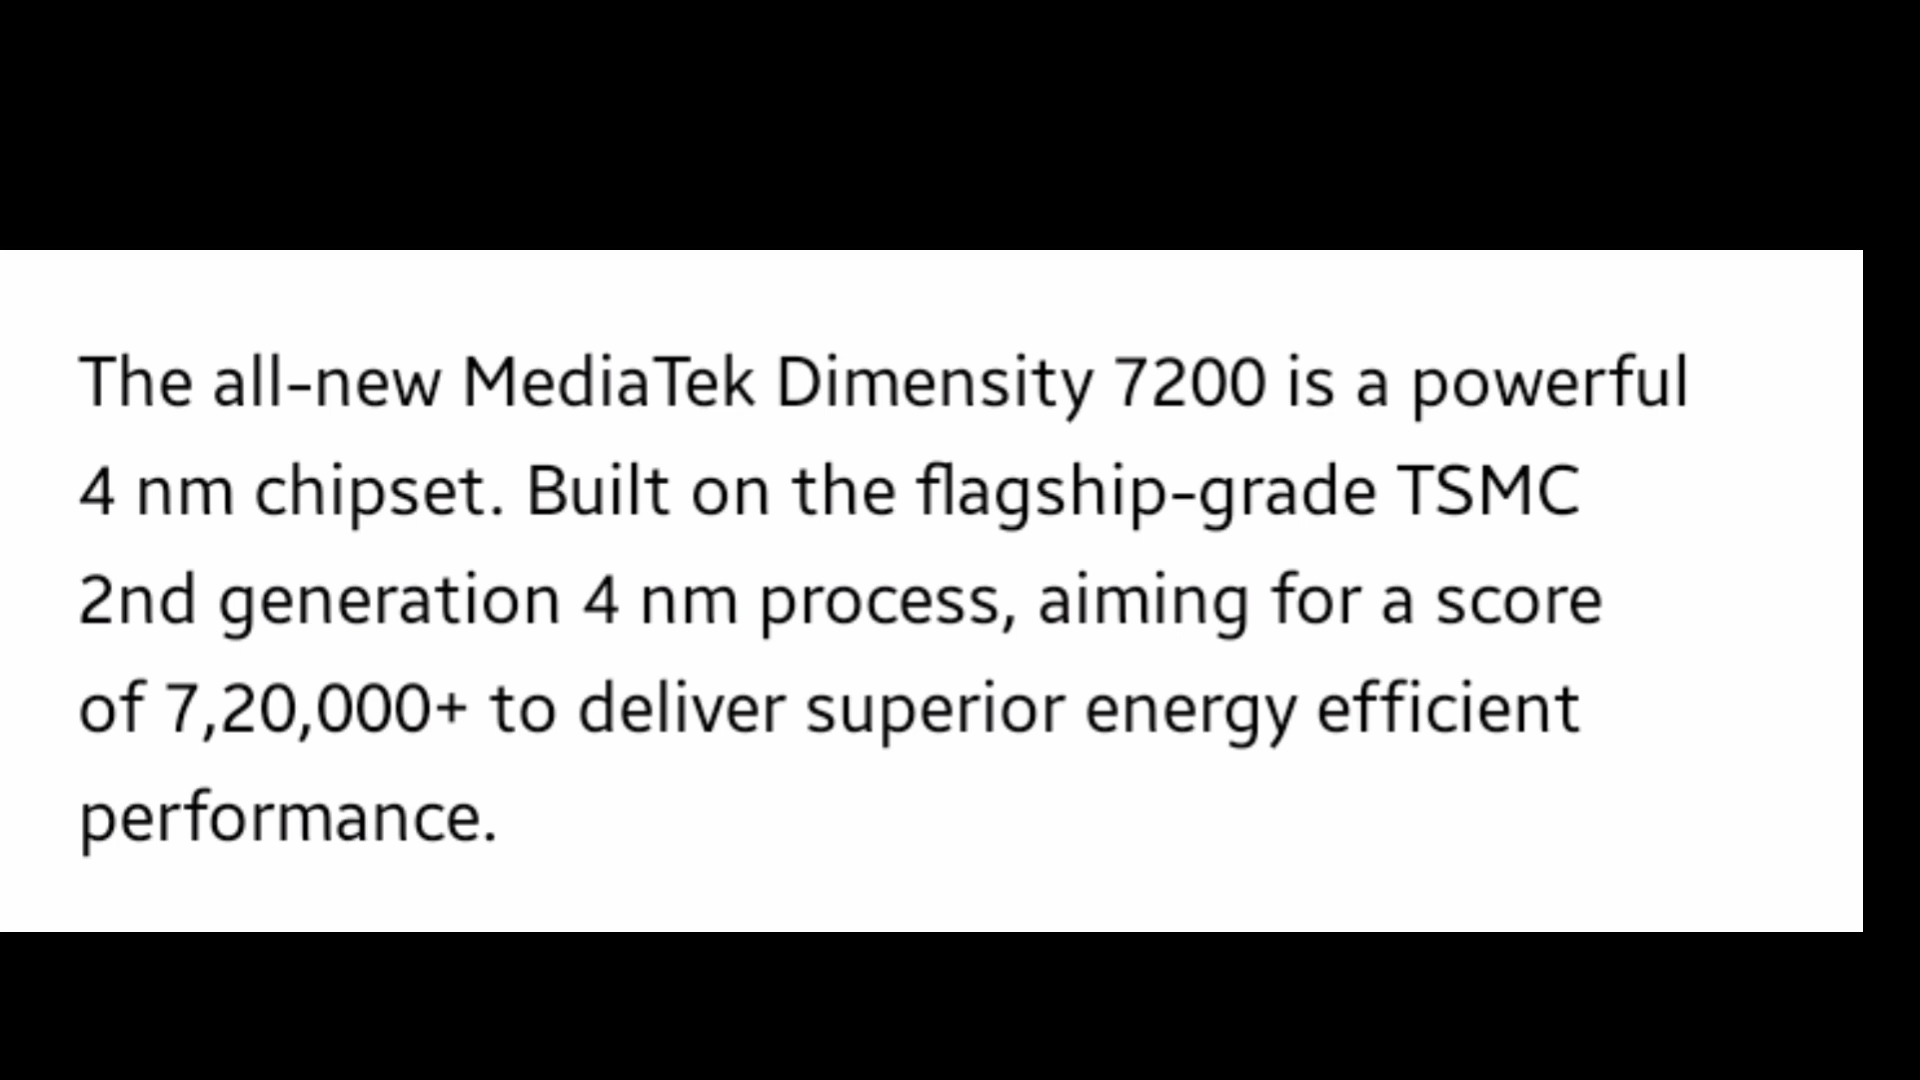 The all-new MediaTek Dimensity 7200 is a powerful
4 nm chipset. Built on the flagship-grade TSMC
2nd generation 4 nm process, aiming for a score
of 7,20,000+ to deliver superior energy efficient
performance.